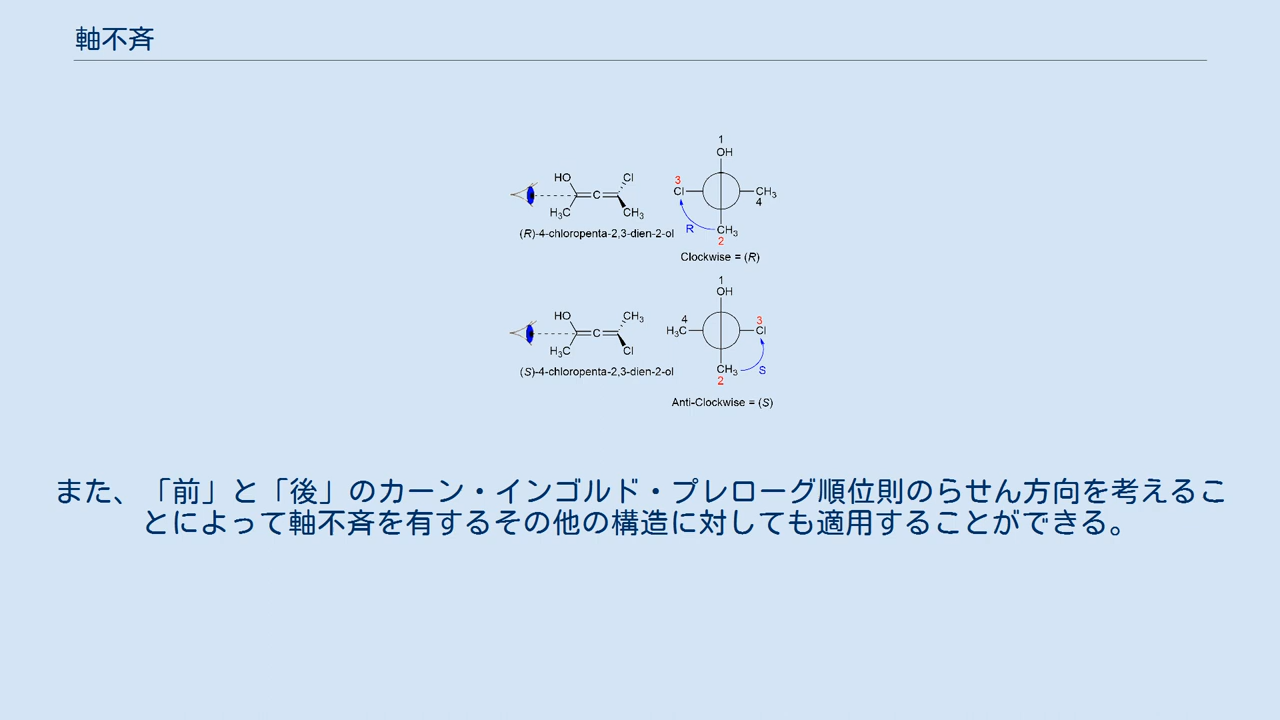 軸不斉
1
OH
HO
Cl
C
H₃C
CH₃
3
Cl
CH₃
4
R
CH₃
2
(R)-4-chloropenta-2,3-dien-2-ol
Clockwise = (R)
1
OH
HO
CH₃
C
H₃C
Cl
4
H₃C
3
Cl
CH₃
S
2
(S)-4-chloropenta-2,3-dien-2-ol
Anti-Clockwise = (S)
また、「前」と「後」のカーン・インゴルド・プレローグ順位則のらせん方向を考えるこ
とによって軸不斉を有するその他の構造に対しても適用することができる。